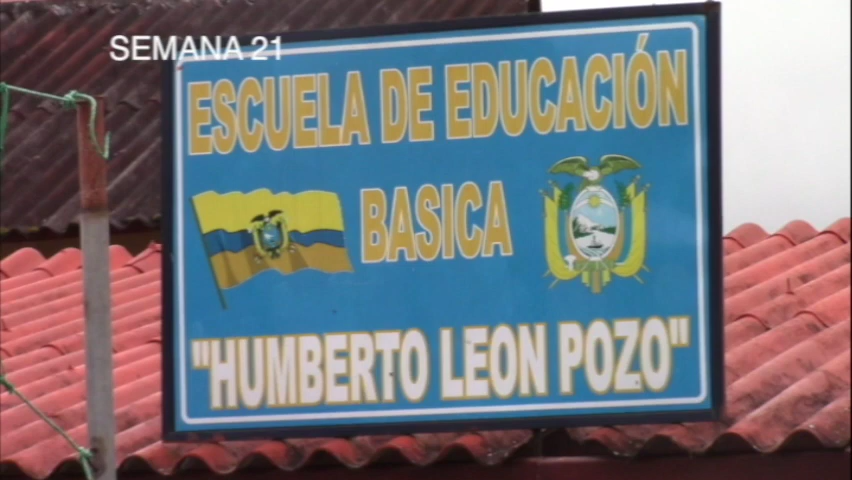 SEMANA 21
ESCUELA DE EDUCACIÓN
BASICA
"HUMBERTO LEON POZO"